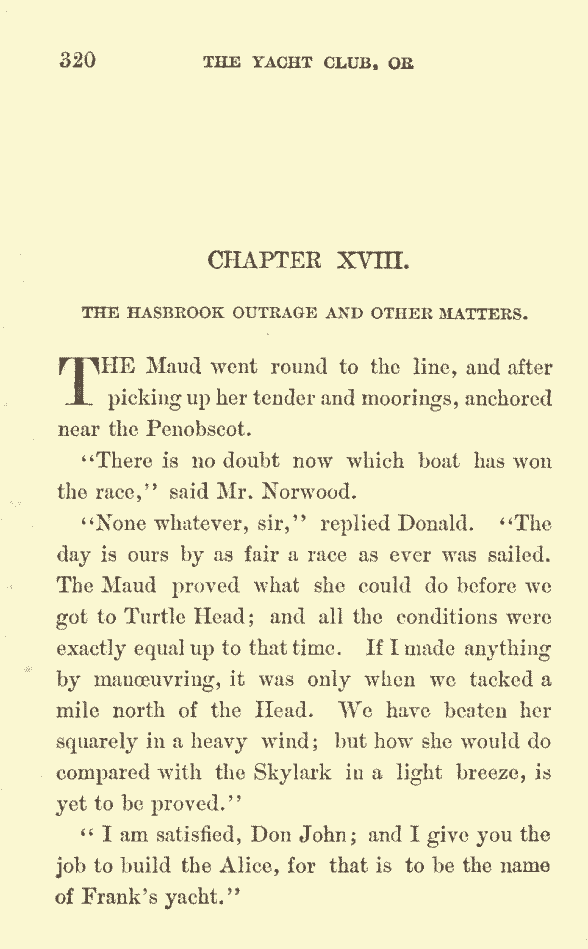 320 THE YACHT CLUB, OR
CHAPTER XVIII.
THE HASBROOK OUTRAGE AND OTHER MATTERS.
THE Maud went round to the line, and after
picking up her tender and moorings, anchored
near the Penobscot.
“There is no doubt now which boat has won
the race,” said Mr. Norwood.
“None whatever, sir,” replied Donald. “The
day is ours by as fair a race as ever was sailed.
The Maud proved what she could do before we
got to Turtle Head; and all the conditions were
exactly equal up to that time. If I made anything
by manœuvring, it was only when we tacked a
mile north of the Head. We have beaten her
squarely in a heavy wind; but how she would do
compared with the Skylark in a light breeze, is
yet to be proved.”
“ I am satisfied, Don John; and I give you the
job to build the Alice, for that is to be the name
of Frank’s yacht.”